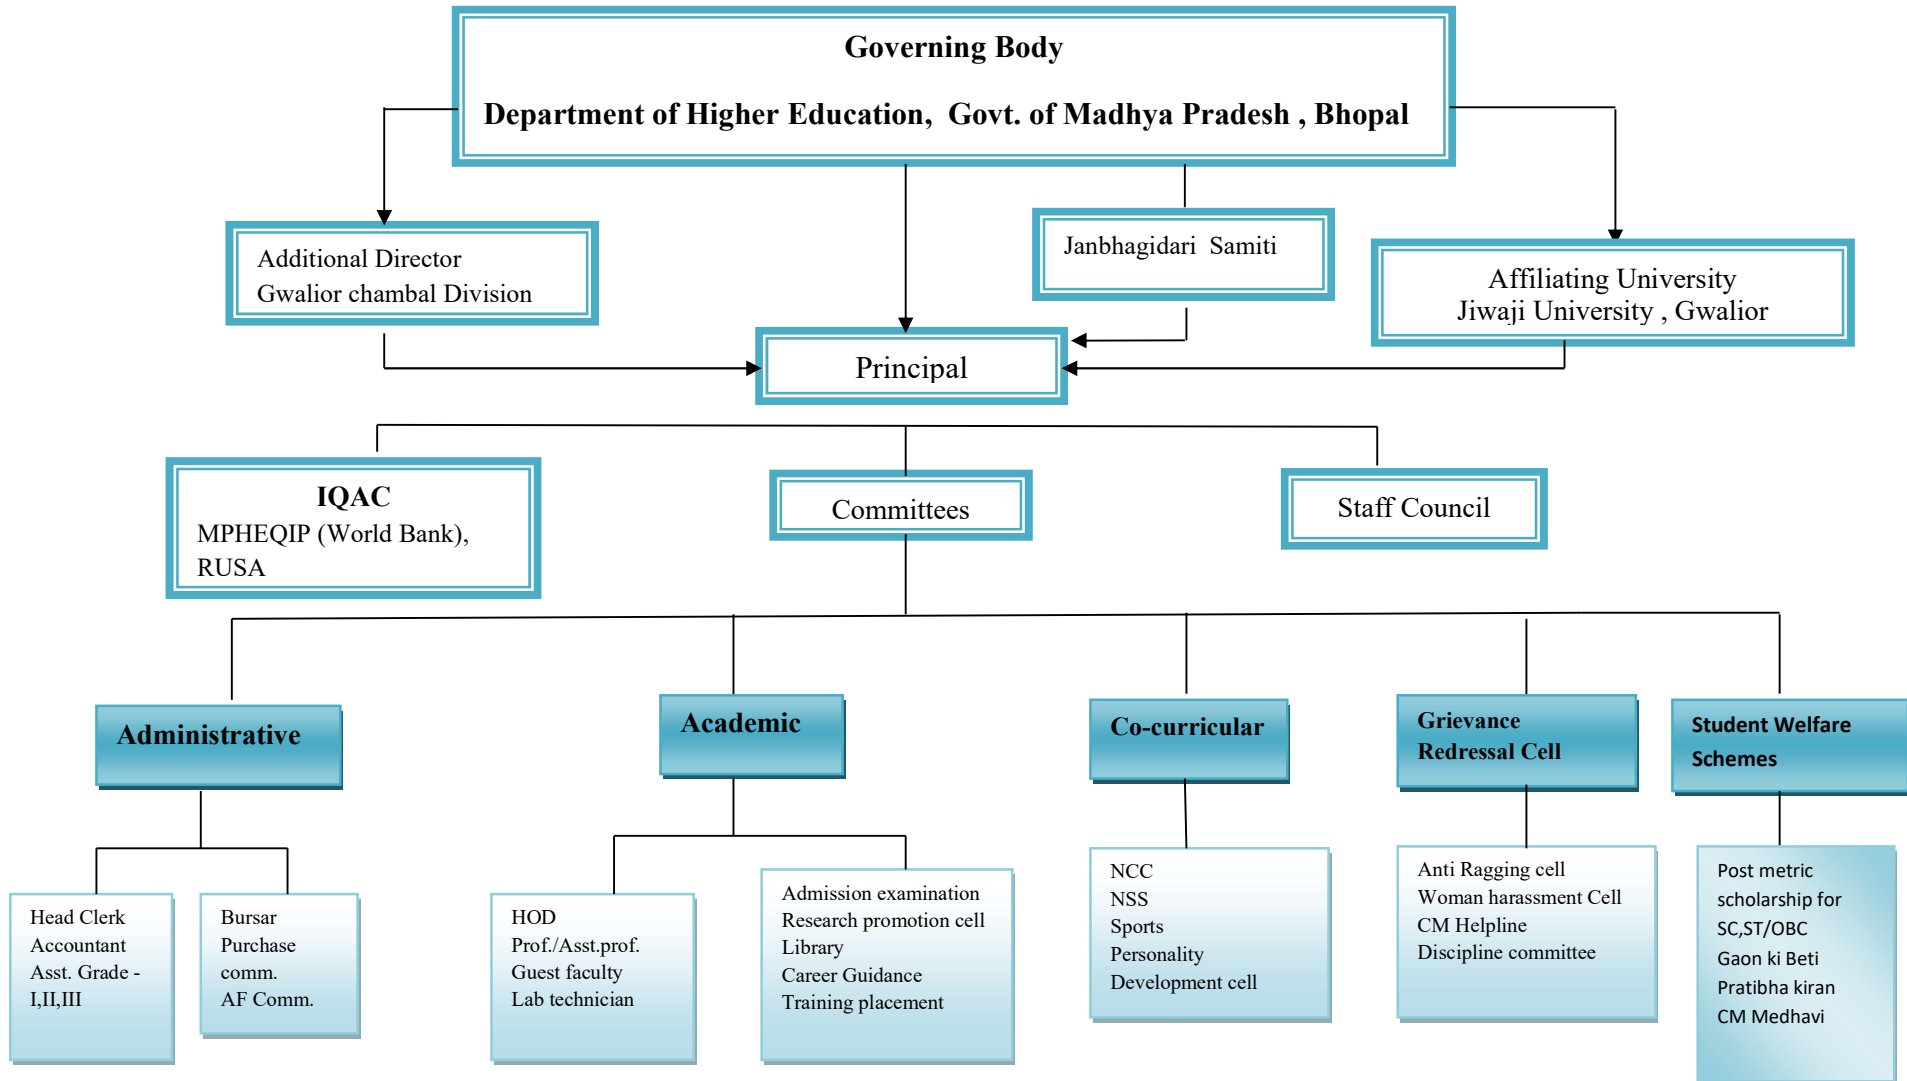 Governing Body
Department of Higher Education, Govt. of Madhya Pradesh , Bhopal
Additional Director
Gwalior chambal Division
Janbhagidari Samiti
Affiliating University
Jiwaji University , Gwalior
Principal
IQAC
MPHEQIP (World Bank),
RUSA
Committees
Staff Council
Administrative
Academic
Co-curricular
Grievance
Redressal Cell
Student Welfare
Schemes
Head Clerk
Accountant
Asst. Grade -
I,II,III
Bursar
Purchase
comm.
AF Comm.
HOD
Prof./Asst.prof.
Guest faculty
Lab technician
Admission examination
Research promotion cell
Library
Career Guidance
Training placement
NCC
NSS
Sports
Personality
Development cell
Anti Ragging cell
Woman harassment Cell
CM Helpline
Discipline committee
Post metric
scholarship for
SC,ST/OBC
Gaon ki Beti
Pratibha kiran
CM Medhavi